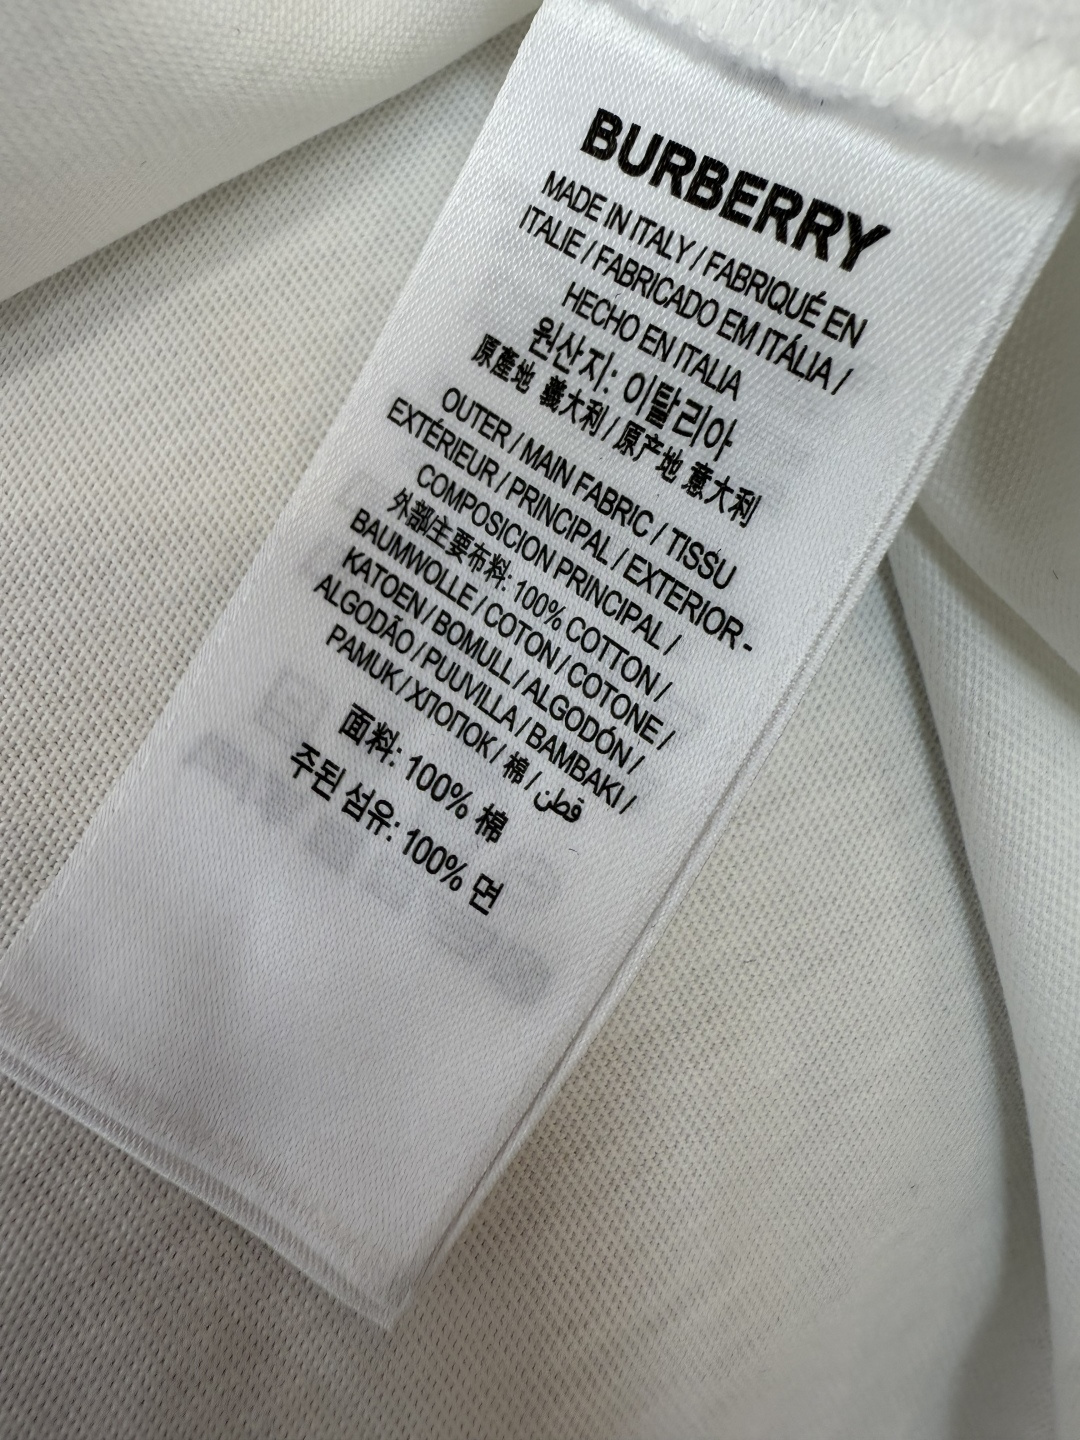 BURBERRY
MADE IN ITALY / FABRIQUÉ EN
ITALIE / FABRICADO EM ITÁLIA /
HECHO EN ITALIA
원산지: 이탈리아
原產地 義大利 / 原产地 意大利
OUTER / MAIN FABRIC / TISSU
EXTÉRIEUR / PRINCIPAL / EXTERIOR -
COMPOSICION PRINCIPAL /
外部主要布料: 100% COTTON /
BAUMWOLLE / COTON / COTONE /
KATOEN / BOMULL / ALGODÓN /
ALGODÃO / PUUVILLA / BAMBAKI /
PAMUK / ХЛОПОК / 棉 / قطن
面料: 100% 棉
주된 섬유: 100% 면